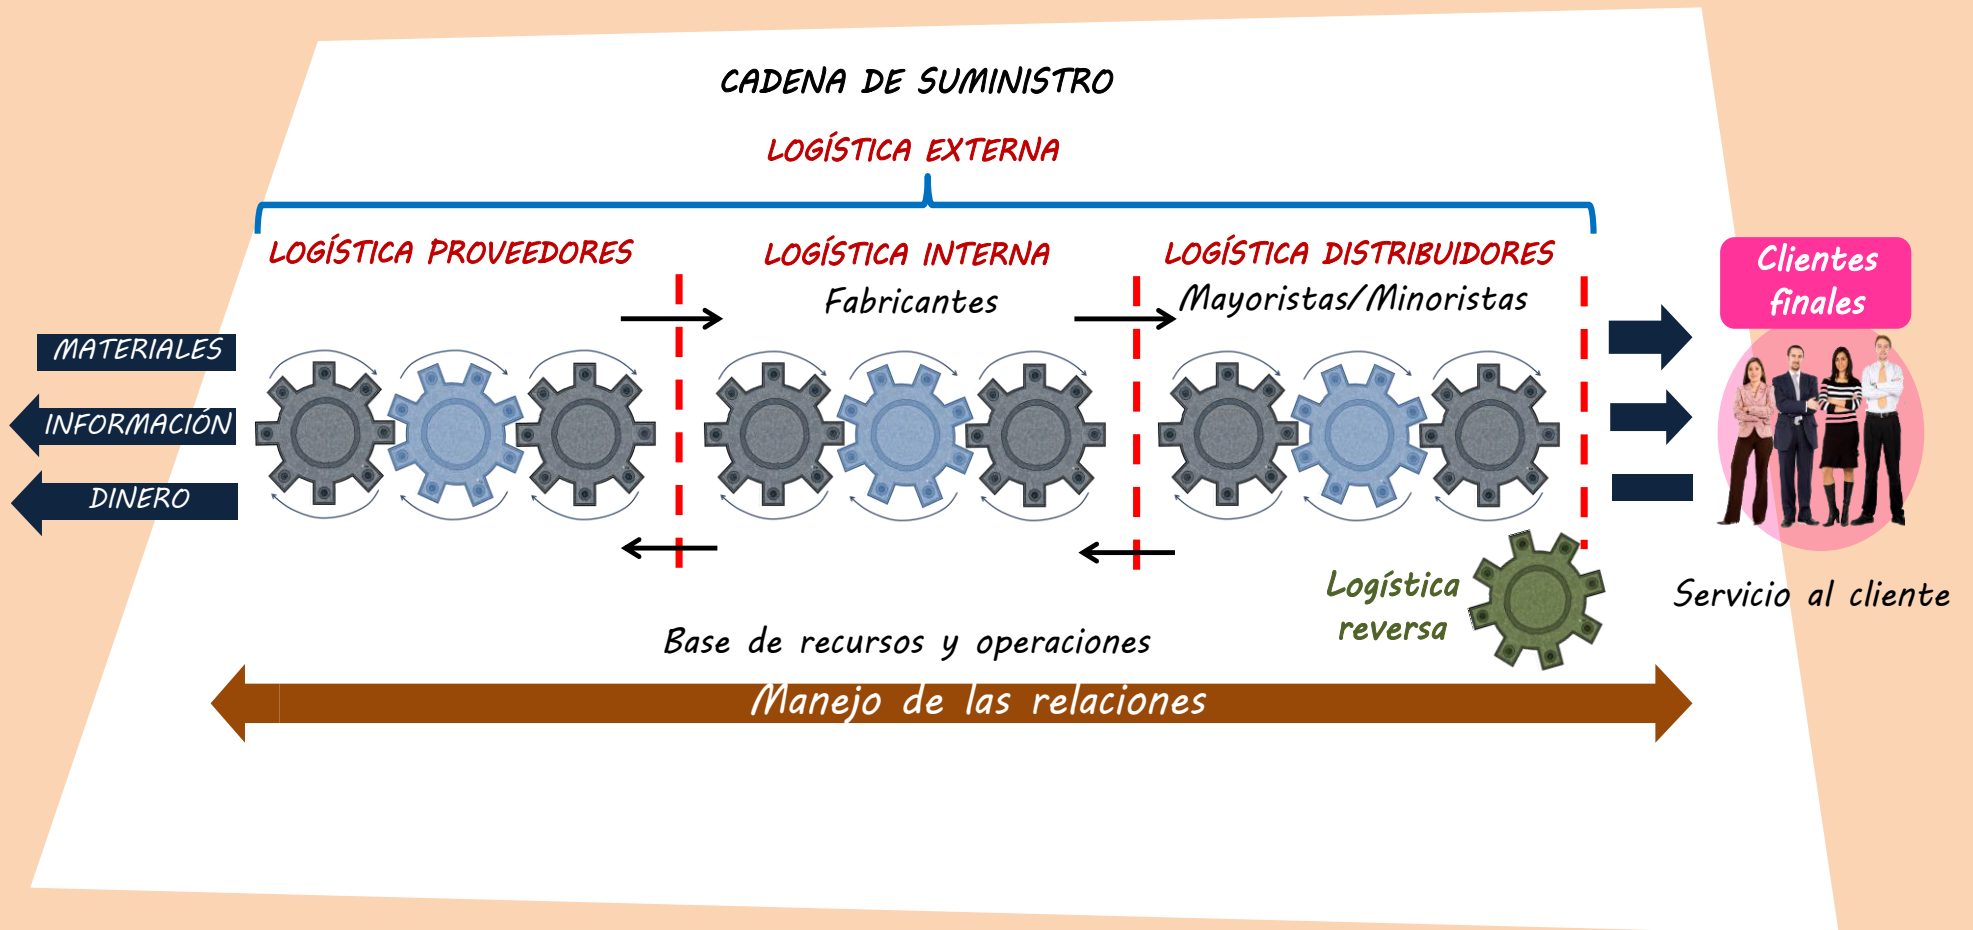 CADENA DE SUMINISTRO
LOGÍSTICA EXTERNA
LOGÍSTICA PROVEEDORES
LOGÍSTICA INTERNA
Fabricantes
LOGÍSTICA DISTRIBUIDORES
Mayoristas/Minoristas
Clientes
finales
MATERIALES
INFORMACIÓN
DINERO
Logística
reversa
Servicio al cliente
Base de recursos y operaciones
Manejo de las relaciones